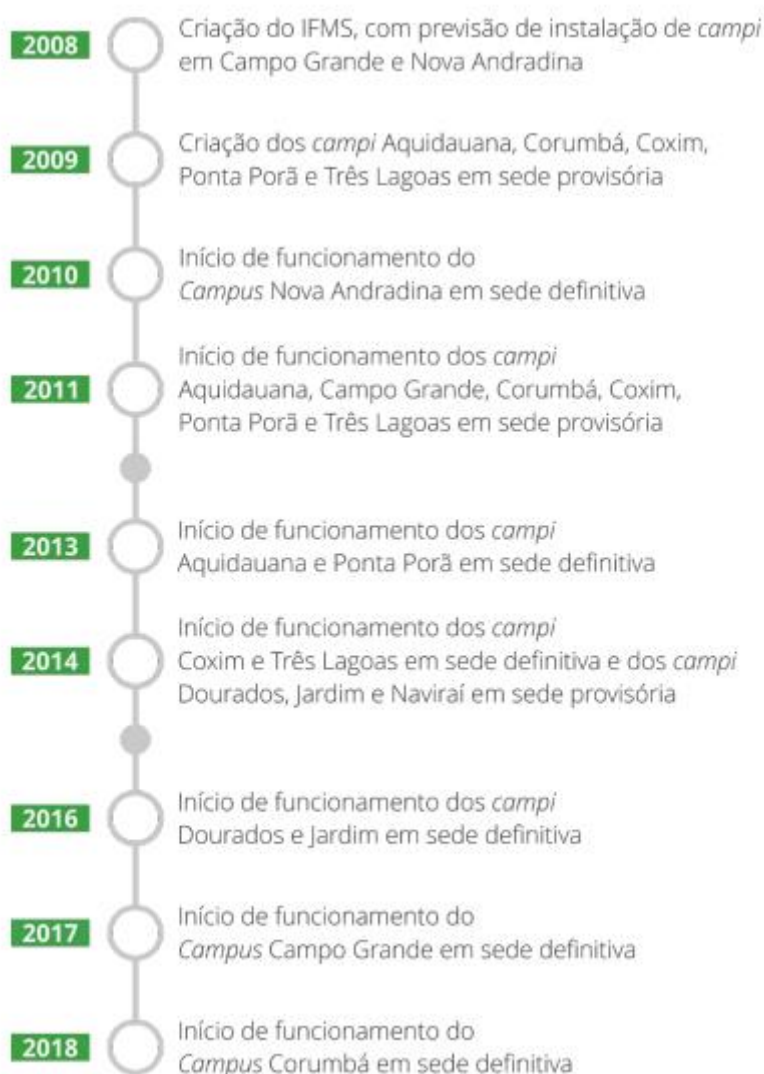 2008
Criação do IFMS, com previsão de instalação de campi
em Campo Grande e Nova Andradina
2009
Criação dos campi Aquidauana, Corumbá, Coxim,
Ponta Porã e Três Lagoas em sede provisória
2010
Início de funcionamento do
Campus Nova Andradina em sede definitiva
2011
Início de funcionamento dos campi
Aquidauana, Campo Grande, Corumbá, Coxim,
Ponta Porã e Três Lagoas em sede provisória
2013
Início de funcionamento dos campi
Aquidauana e Ponta Porã em sede definitiva
2014
Início de funcionamento dos campi
Coxim e Três Lagoas em sede definitiva e dos campi
Dourados, Jardim e Naviraí em sede provisória
2016
Início de funcionamento dos campi
Dourados e Jardim em sede definitiva
2017
Início de funcionamento do
Campus Campo Grande em sede definitiva
2018
Início de funcionamento do
Campus Corumbá em sede definitiva